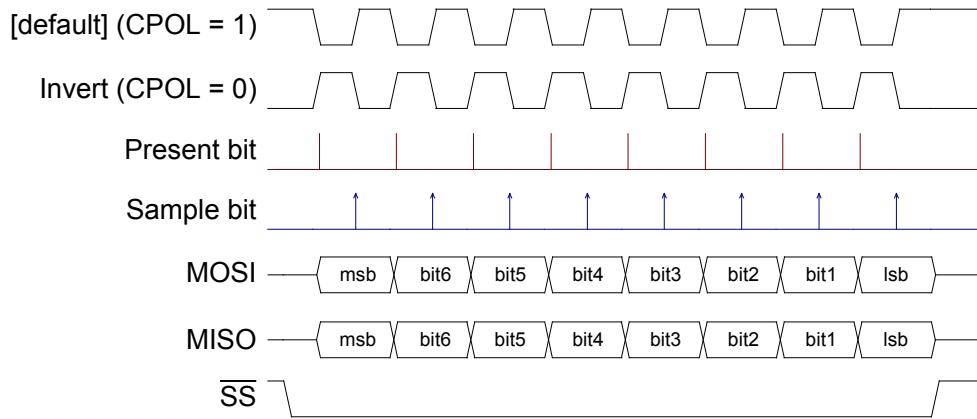 [default] (CPOL = 1)
Invert (CPOL = 0)
Present bit
Sample bit
MOSI msb bit6 bit5 bit4 bit3 bit2 bit1 lsb
MISO msb bit6 bit5 bit4 bit3 bit2 bit1 lsb
S̅S̅